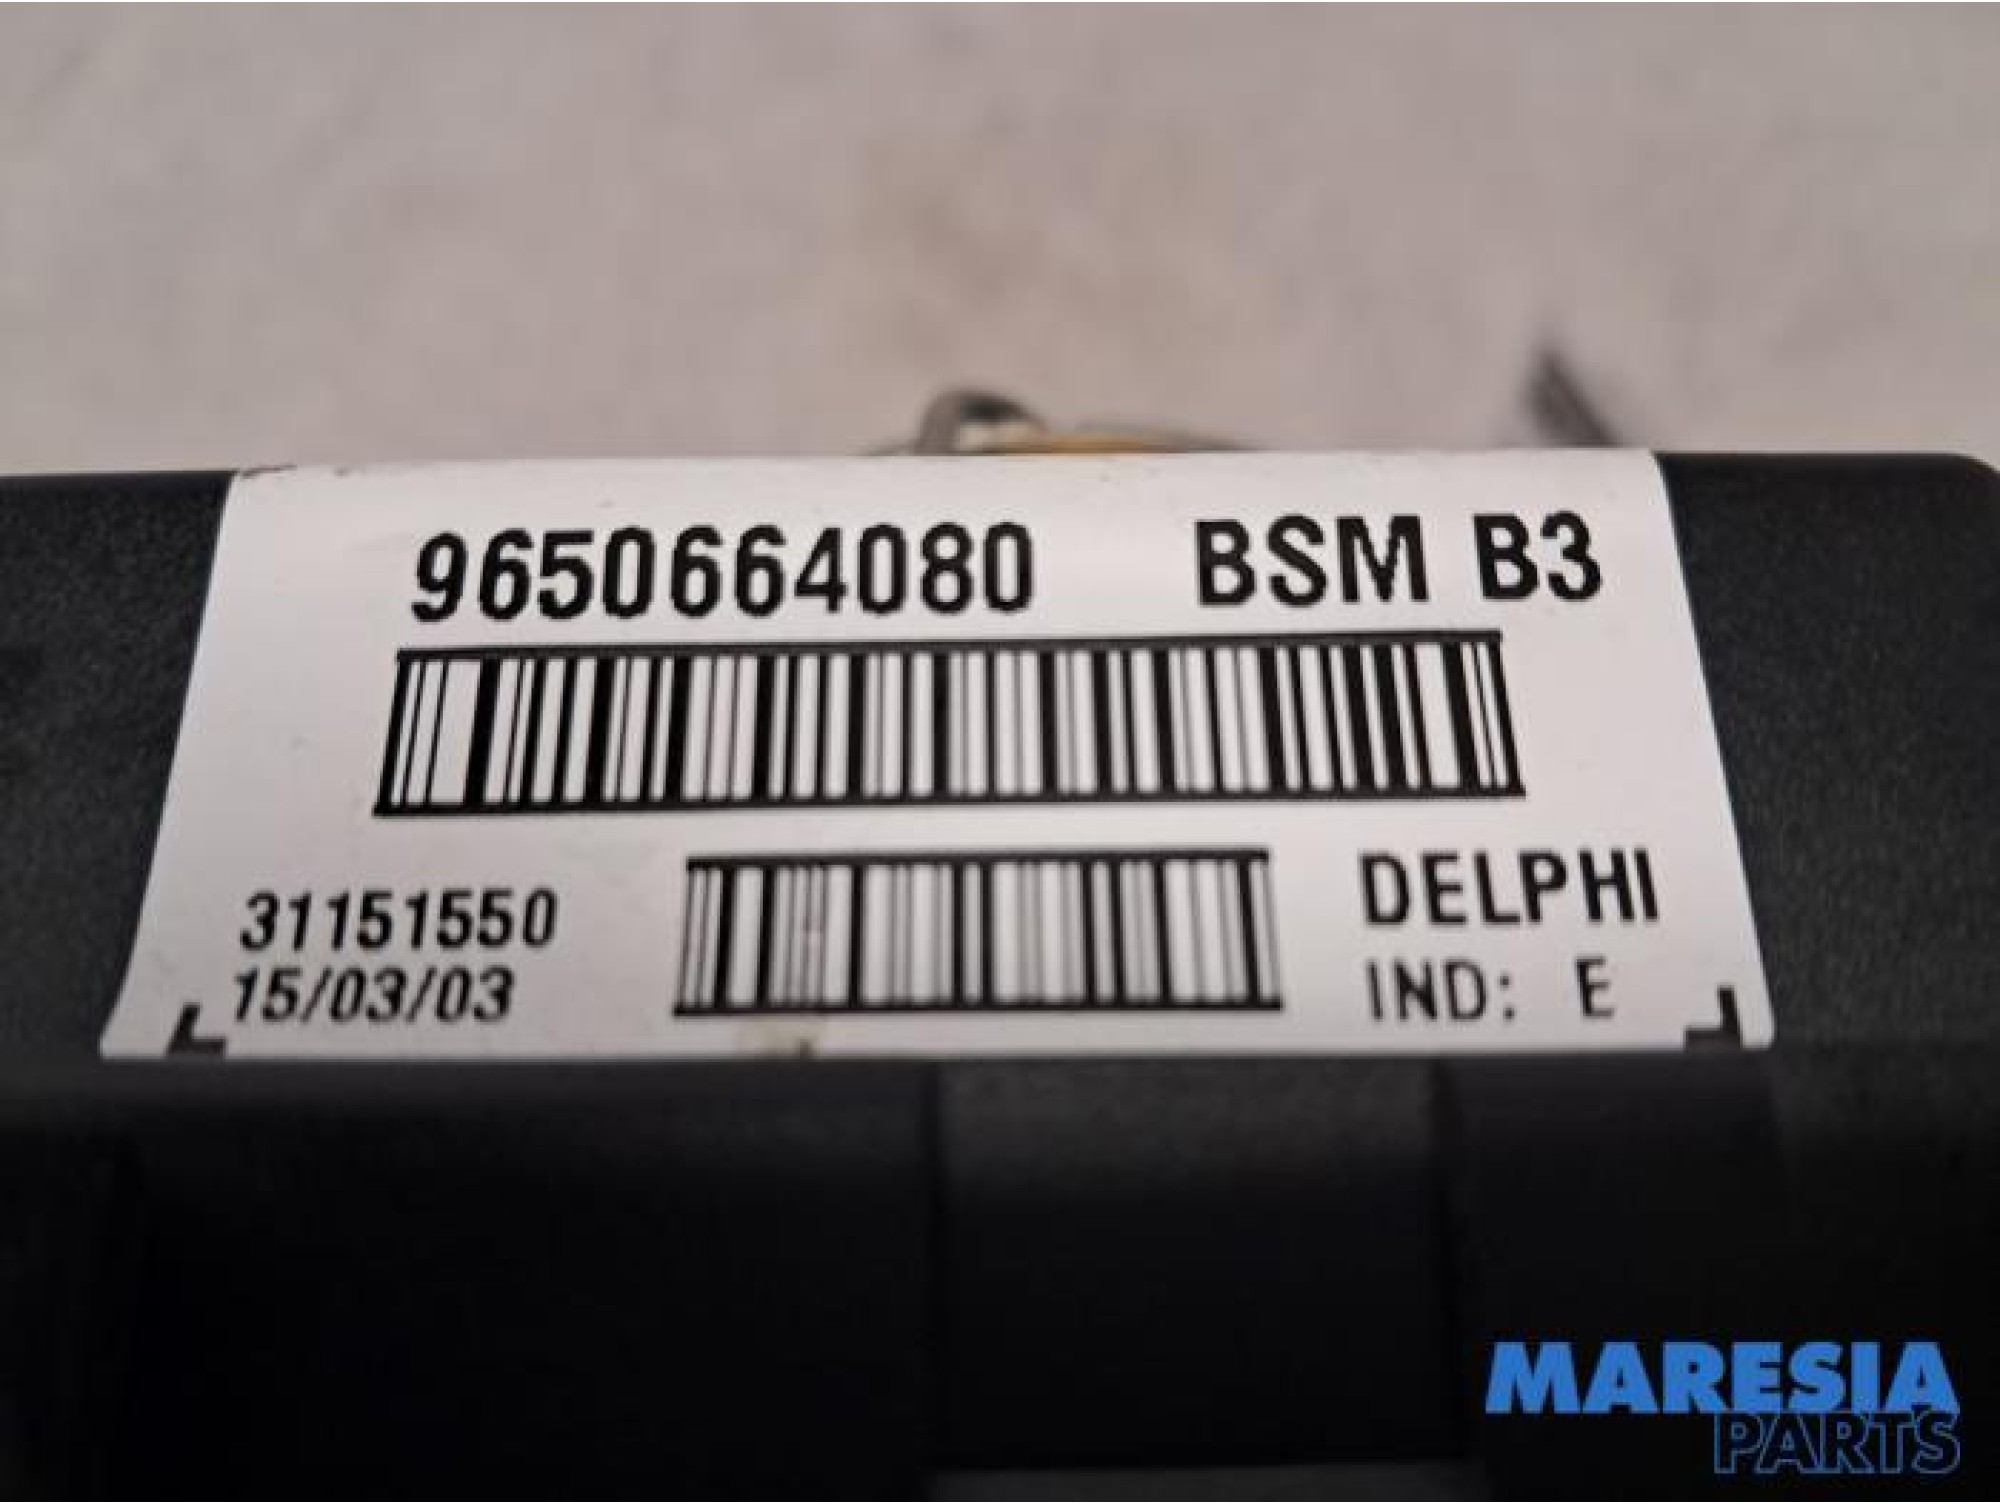 9650664080 BSM B3
31151550
15/03/03
DELPHI
IND: E
MARESIA
PARTS